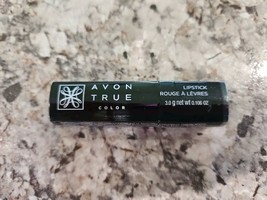 AVON
TRUE
COLOR
LIPSTICK
ROUGE À LÈVRES
3.0 g net wt 0.106 OZ